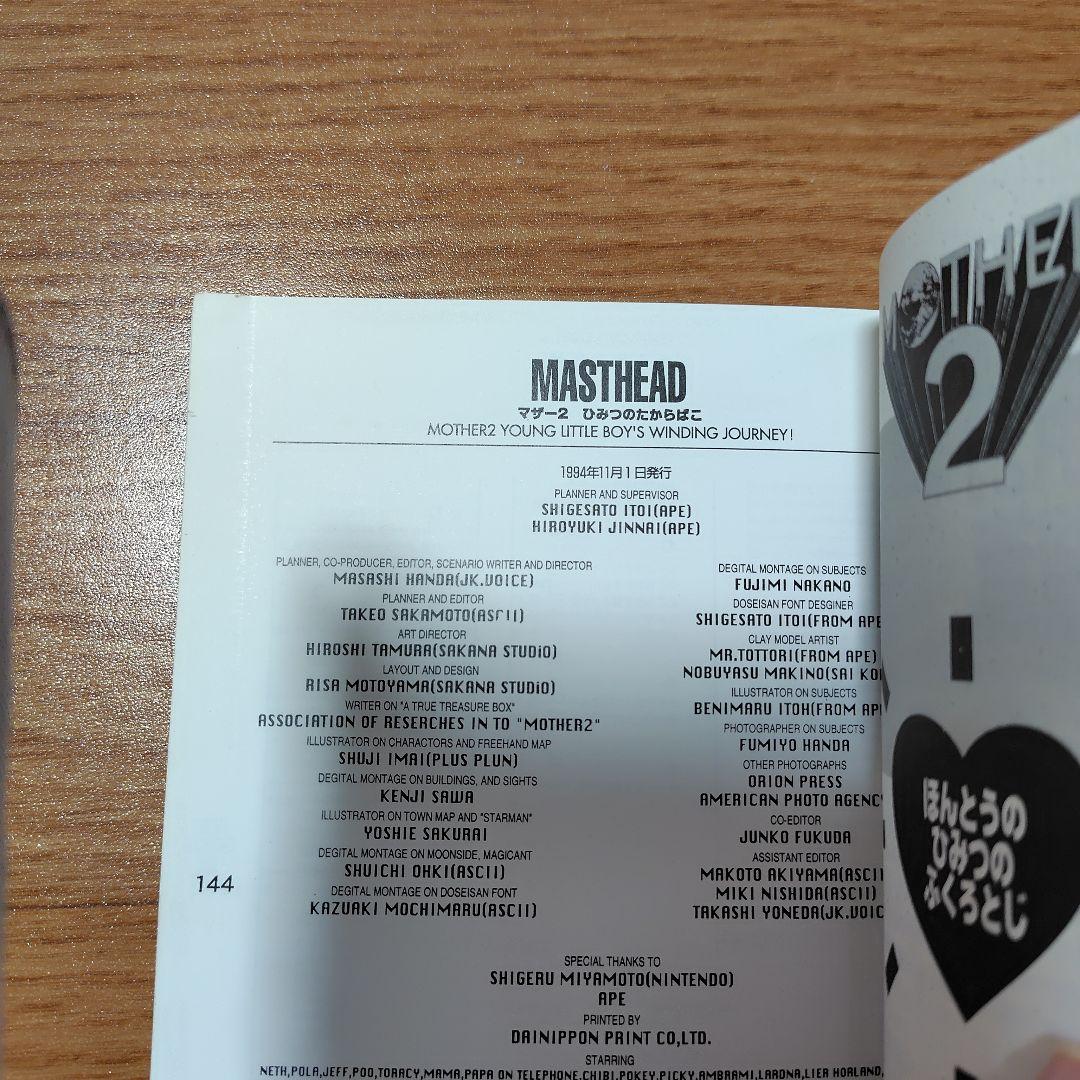 MASTHEAD
マザー2 ひみつのたからばこ
MOTHER2 YOUNG LITTLE BOY'S WINDING JOURNEY!
1994年11月1日発行
PLANNER AND SUPERVISOR
SHIGESATO ITOI(APE)
HIROYUKI JINNAI(APE)
PLANNER, CO-PRODUCER, EDITOR, SCENARIO WRITER AND DIRECTOR
MASASHI HANDA(JK.VOICE)
PLANNER AND EDITOR
TAKEO SAKAMOTO(ASCII)
ART DIRECTOR
HIROSHI TAMURA(SAKANA STUDiO)
LAYOUT AND DESIGN
RISA MOTOYAMA(SAKANA STUDiO)
WRITER ON "A TRUE TREASURE BOX"
ASSOCIATION OF RESERCHES IN TO "MOTHER2"
ILLUSTRATOR ON CHARACTORS AND FREEHAND MAP
SHUJI IMAI(PLUS PLUN)
DEGITAL MONTAGE ON BUILDINGS, AND SIGHTS
KENJI SAWA
ILLUSTRATOR ON TOWN MAP AND "STARMAN"
YOSHIE SAKURAI
DEGITAL MONTAGE ON MOONSIDE, MAGICANT
SHUICHI OHKI(ASCII)
DEGITAL MONTAGE ON DOSEISAN FONT
KAZUAKI MOCHIMARU(ASCII)
DEGITAL MONTAGE ON SUBJECTS
FUJIMI NAKANO
DOSEISAN FONT DESGINER
SHIGESATO ITOI(FROM APE
CLAY MODEL ARTIST
MR.TOTTORI(FROM APE)
NOBUYASU MAKINO(SAI KO
ILLUSTRATOR ON SUBJECTS
BENIMARU ITOH(FROM AP
PHOTOGRAPHER ON SUBJECTS
FUMIYO HANDA
OTHER PHOTOGRAPHS
ORION PRESS
AMERICAN PHOTO AGENCY
CO-EDITOR
JUNKO FUKUDA
ASSISTANT EDITOR
MAKOTO AKIYAMA(ASCII
MIKI NISHIDA(ASCII)
TAKASHI YONEDA(JK.VOIC
144
SPECIAL THANKS TO
SHIGERU MIYAMOTO(NINTENDO)
APE
PRINTED BY
DAINIPPON PRINT CO,LTD.
STARRING
NETH,POLA,JEFF,POO,TORACY,MAMA,PAPA ON TELEPHONE,CHIBI,POKEY,PICKY,AMBRAMI,LARDNA,LIER HORLAND,
MOTHER
2
ほんとうの
ひみつの
ふくろとじ